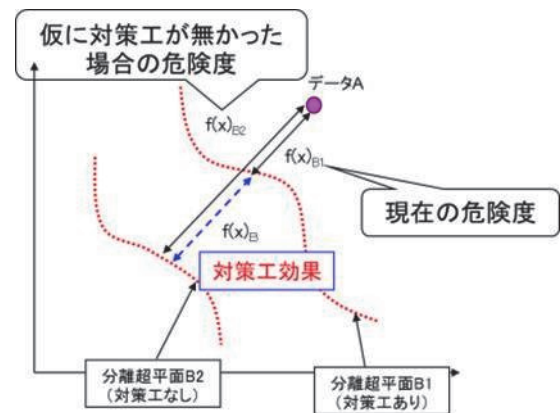 仮に対策工が無かった
場合の危険度
データA
f(x)B2
f(x)B1
現在の危険度
f(x)B
対策工効果
分離超平面B2
(対策工なし)
分離超平面B1
(対策工あり)